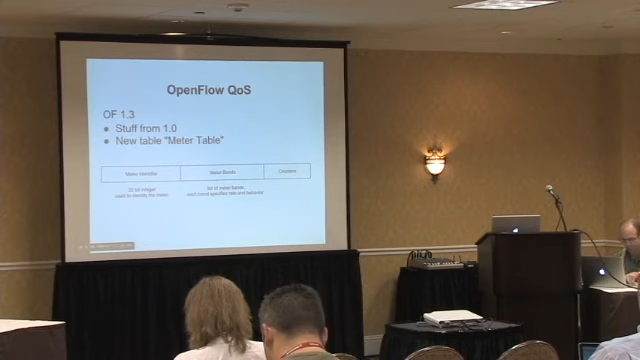 OpenFlow QoS
OF 1.3
● Stuff from 1.0
● New table "Meter Table"
Meter Identifier Meter Bands Counters
32 bit integer list of meter bands
used to identify the meter each band specifies rate and behavior